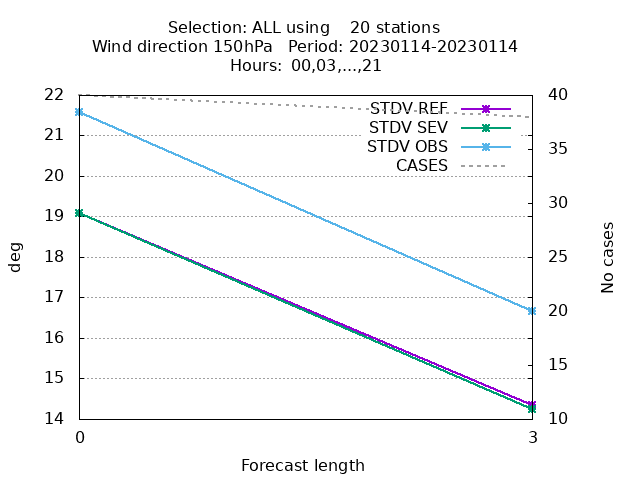 Selection: ALL using    20 stations
Wind direction 150hPa   Period: 20230114-20230114
Hours:  00,03,...,21
STDV REF
STDV SEV
STDV OBS
CASES
22
21
20
19
18
17
16
15
14
40
35
30
25
20
15
10
deg
No cases
0
3
Forecast length